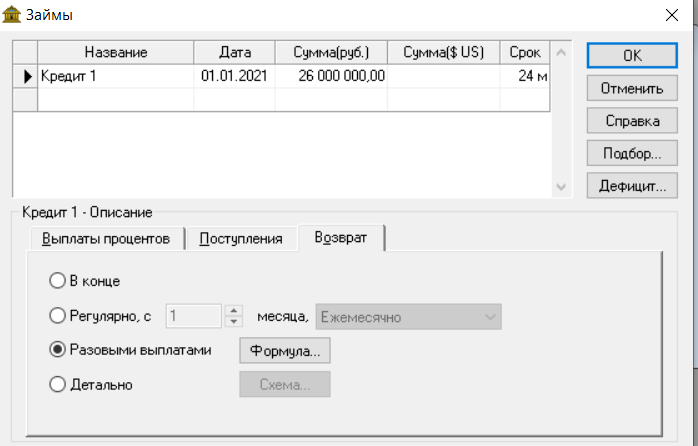 Займы
Название Дата Сумма(руб.) Сумма($ US) Срок
Кредит 1 01.01.2021 26 000 000,00 24 м
OK
Отменить
Справка
Подбор...
Дефицит...
Кредит 1 - Описание
Выплаты процентов Поступления Возврат
В конце
Регулярно, с 1 месяца, Ежемесячно
Разовыми выплатами Формула...
Детально Схема...